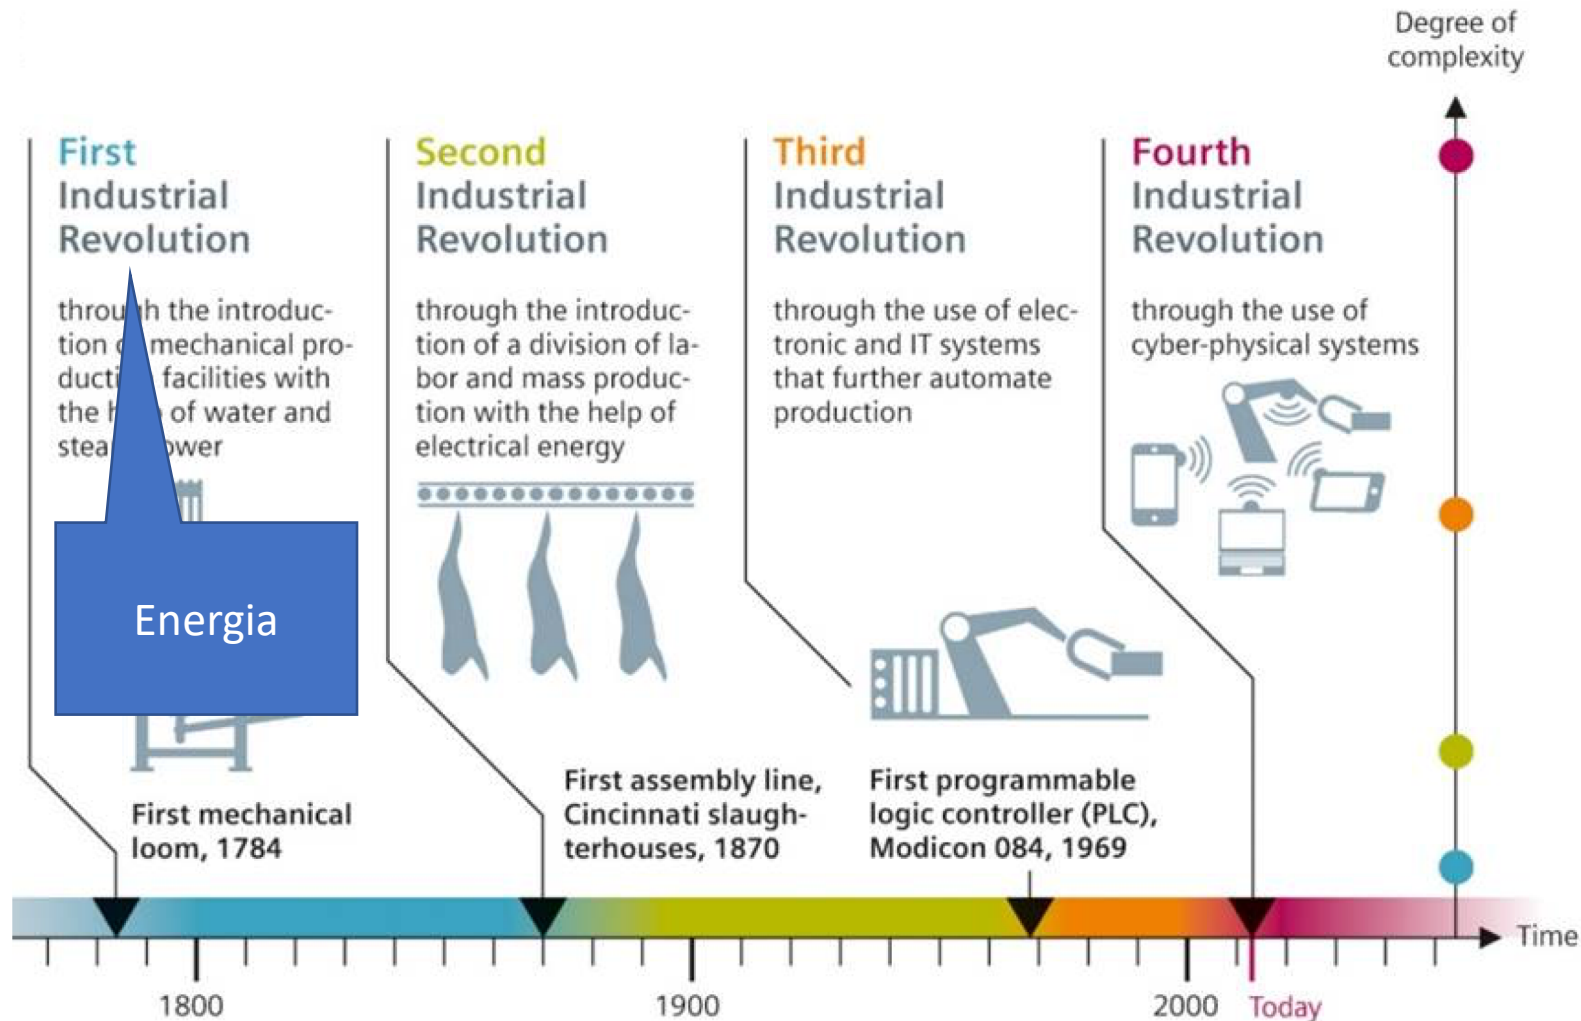 Degree of
complexity
First
Industrial
Revolution
through the introduc-
tion mechanical pro-
ducti facilities with
the h of water and
stea ower
Energia
First mechanical
loom, 1784
Second
Industrial
Revolution
through the introduc-
tion of a division of la-
bor and mass produc-
tion with the help of
electrical energy
First assembly line,
Cincinnati slaugh-
terhouses, 1870
Third
Industrial
Revolution
through the use of elec-
tronic and IT systems
that further automate
production
First programmable
logic controller (PLC),
Modicon 084, 1969
Fourth
Industrial
Revolution
through the use of
cyber-physical systems
Time
1800
1900
2000
Today